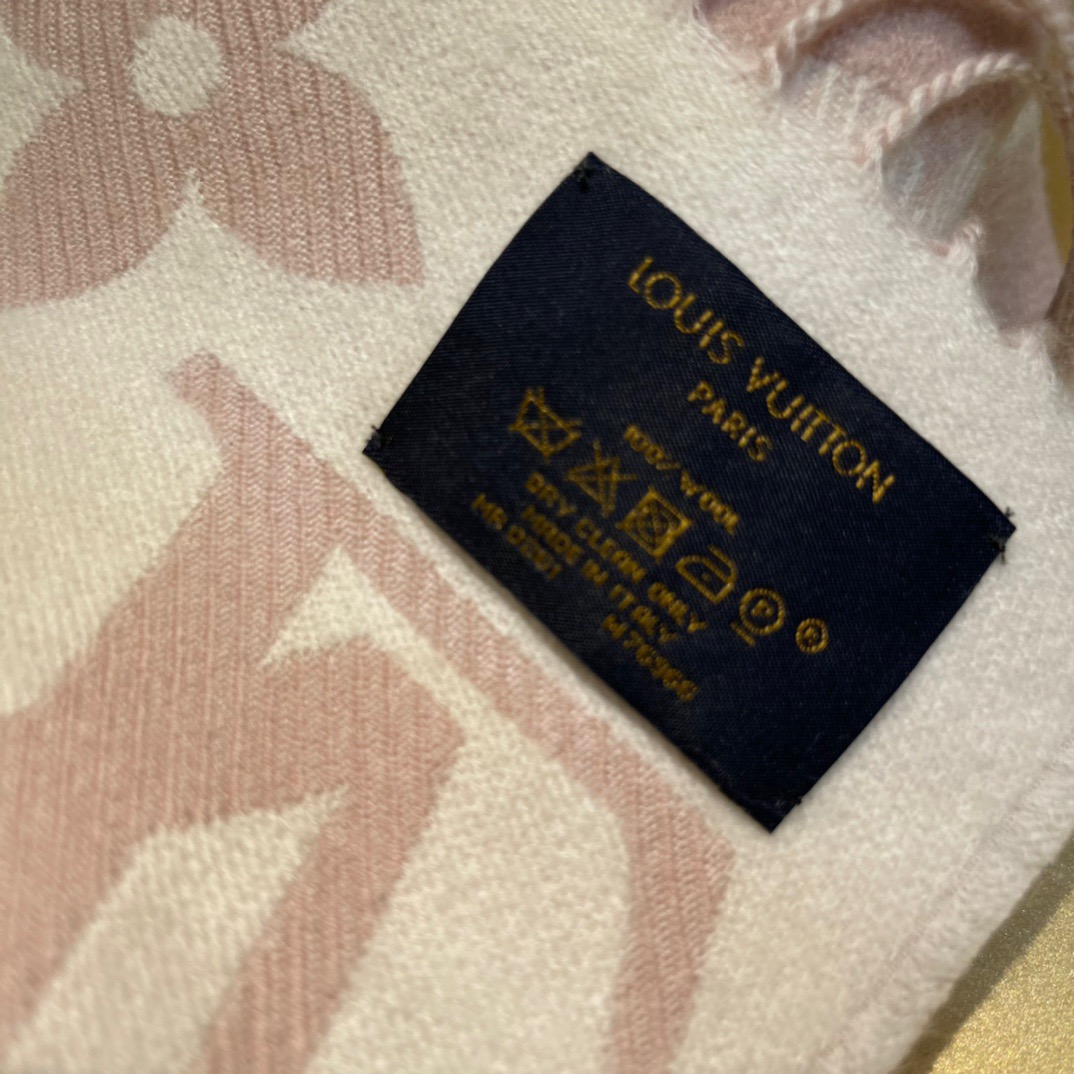 LOUIS VUITTON
PARIS
100% WOOL
P
DRY CLEAN ONLY
MADE IN ITALY